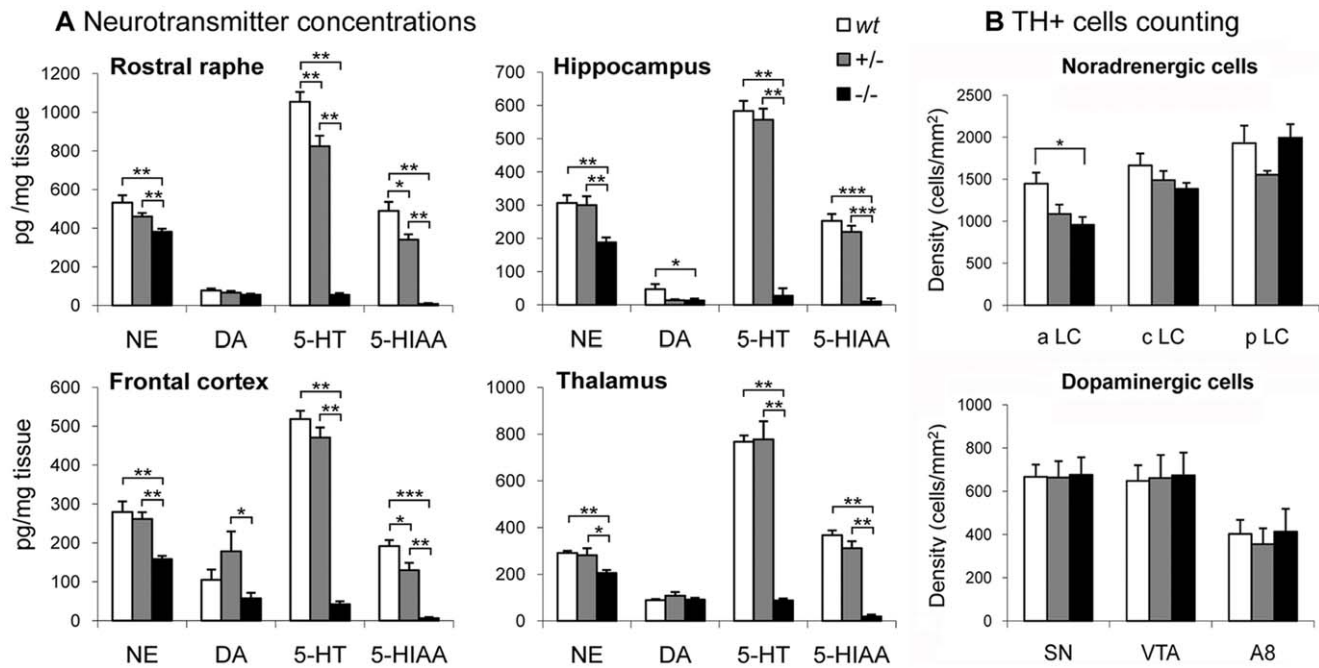 A Neurotransmitter concentrations
wt
+/-
-/-
Rostral raphe
pg /mg tissue
1200
1000
800
600
400
200
0
** ** ** ** ** ** * **
NE DA 5-HT 5-HIAA
Hippocampus
700
600
500
400
300
200
100
0
** ** * ** ** *** ***
NE DA 5-HT 5-HIAA
Frontal cortex
pg/mg tissue
600
500
400
300
200
100
0
** ** * ** ** *** * **
NE DA 5-HT 5-HIAA
Thalamus
1000
800
600
400
200
0
** * ** ** ** **
NE DA 5-HT 5-HIAA
B TH+ cells counting
Noradrenergic cells
Density (cells/mm²)
2500
2000
1500
1000
500
0
*
a LC c LC p LC
Dopaminergic cells
Density (cells/mm²)
1000
800
600
400
200
0
SN VTA A8